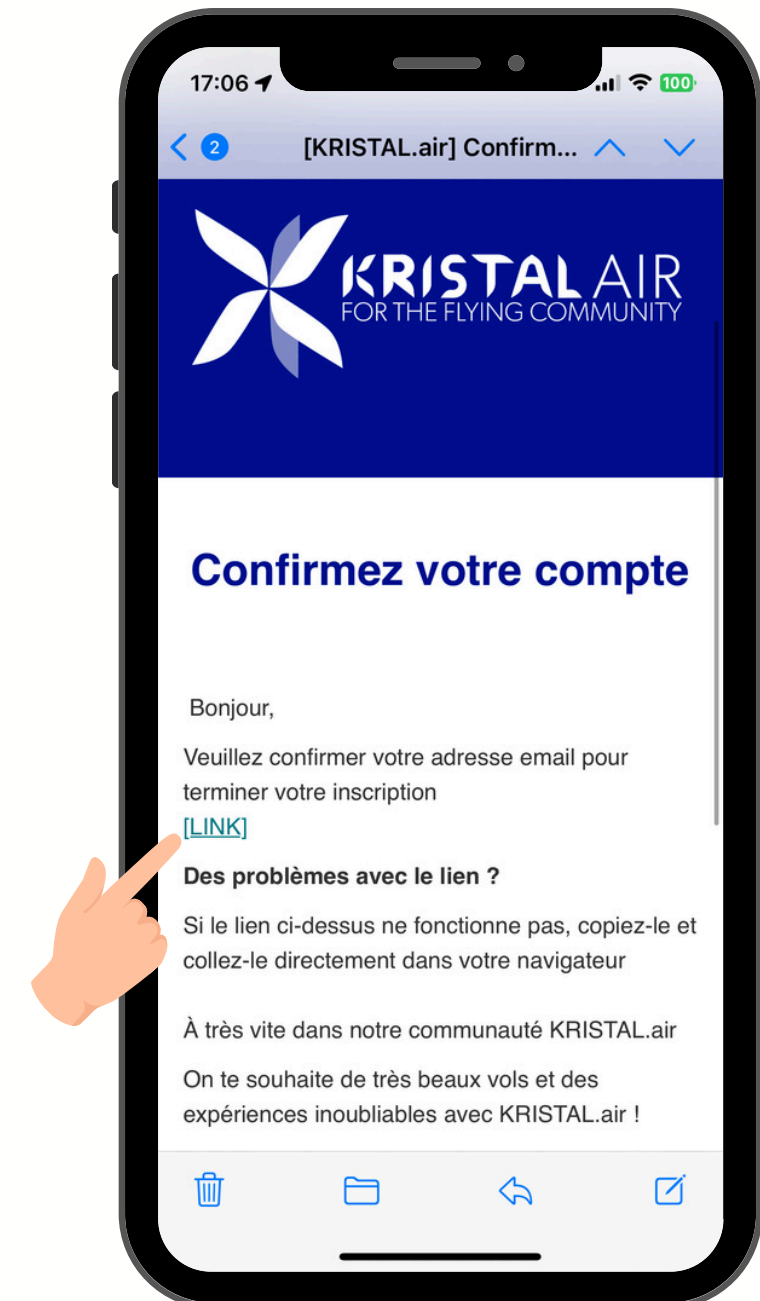 17:06
100
2
[KRISTAL.air] Confirm...
KRISTAL AIR
FOR THE FLYING COMMUNITY
Confirmez votre compte
Bonjour,
Veuillez confirmer votre adresse email pour
terminer votre inscription
[LINK]
Des problèmes avec le lien ?
Si le lien ci-dessus ne fonctionne pas, copiez-le et
collez-le directement dans votre navigateur
À très vite dans notre communauté KRISTAL.air
On te souhaite de très beaux vols et des
expériences inoubliables avec KRISTAL.air !